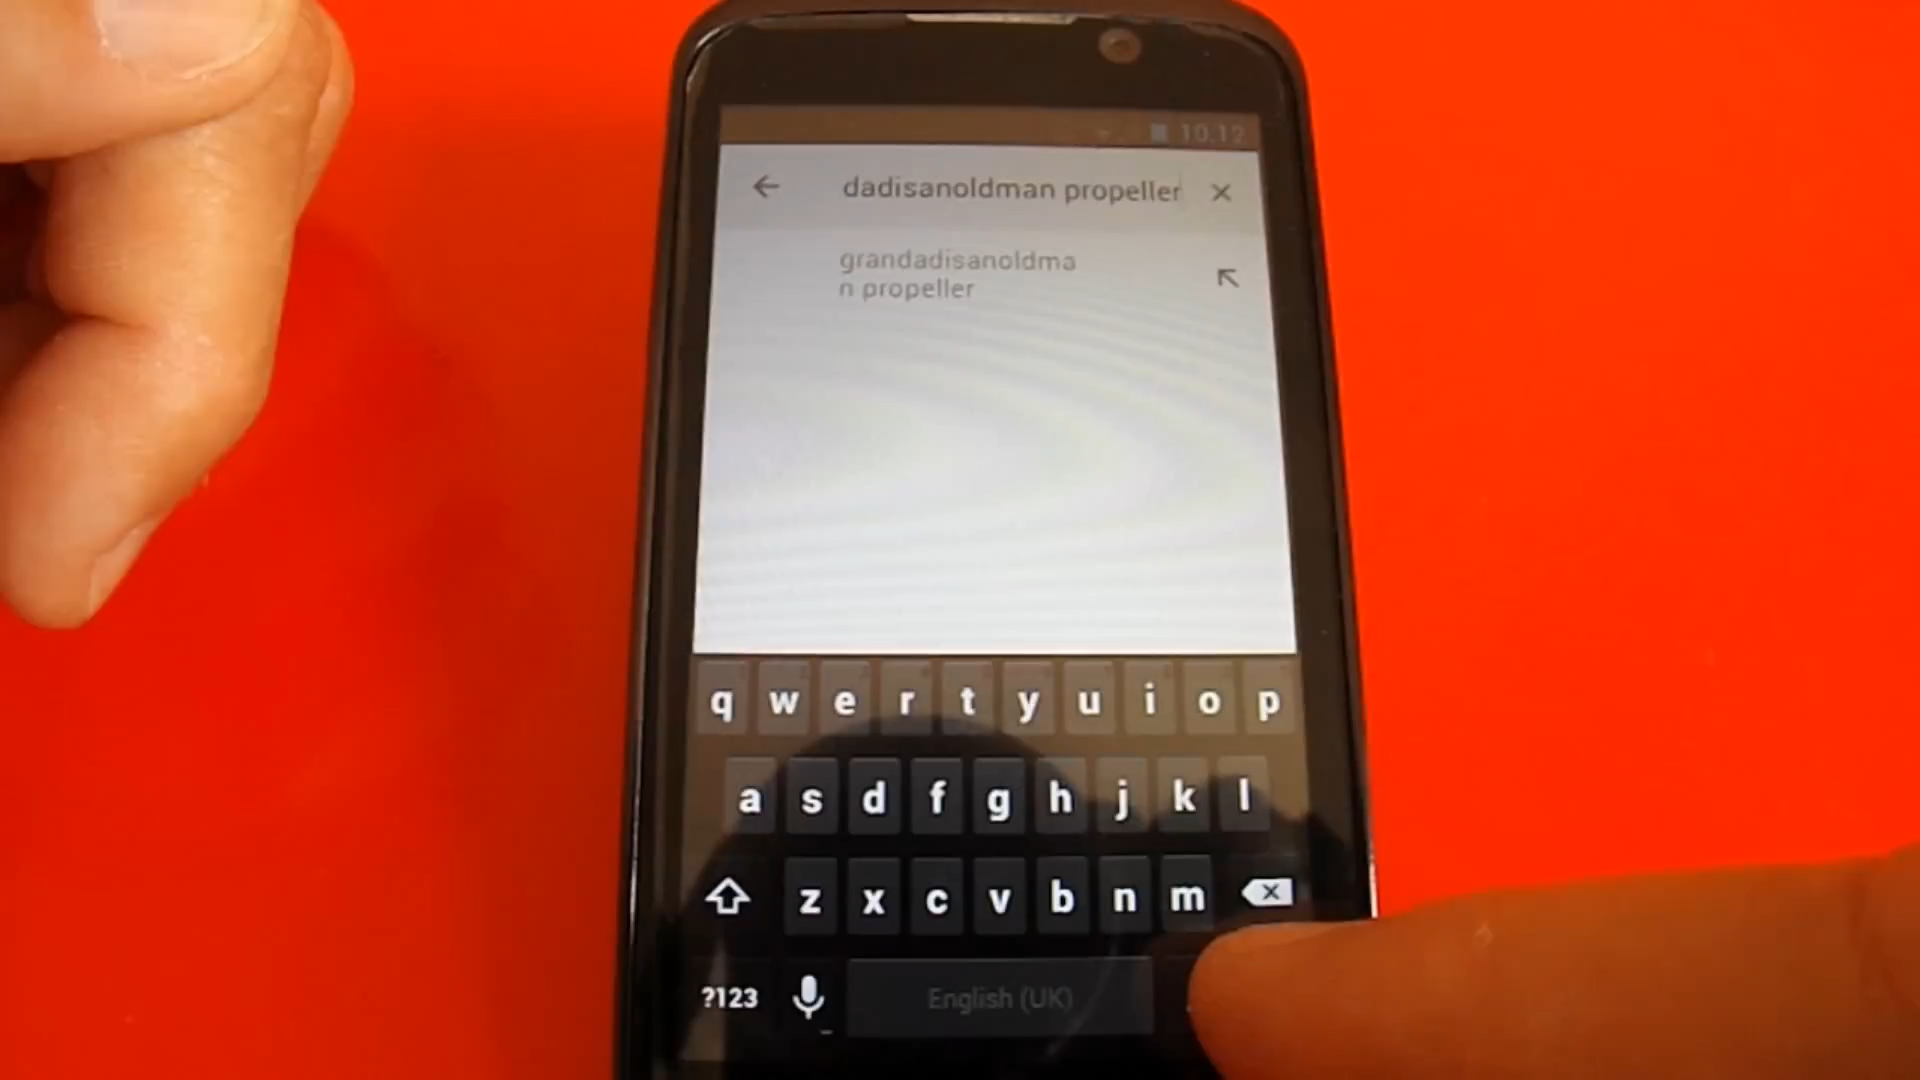 10.12
dadisanoldman propeller
grandadisanoldma
n propeller
q w e r t y u i o p
a s d f g h j k l
z x c v b n m
?123 English (UK)